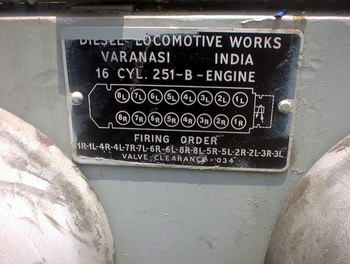 DIESEL LOCOMOTIVE WORKS
VARANASI INDIA
16 CYL. 251-B-ENGINE
8L 7L 6L 5L 4L 3L 2L 1L
8R 7R 6R 5R 4R 3R 2R 1R
FIRING ORDER
1R-1L-4R-4L-7R-7L-6R-6L-8R-8L-5R-5L-2R-2L-3R-3L
VALVE CLEARANCE ·034"